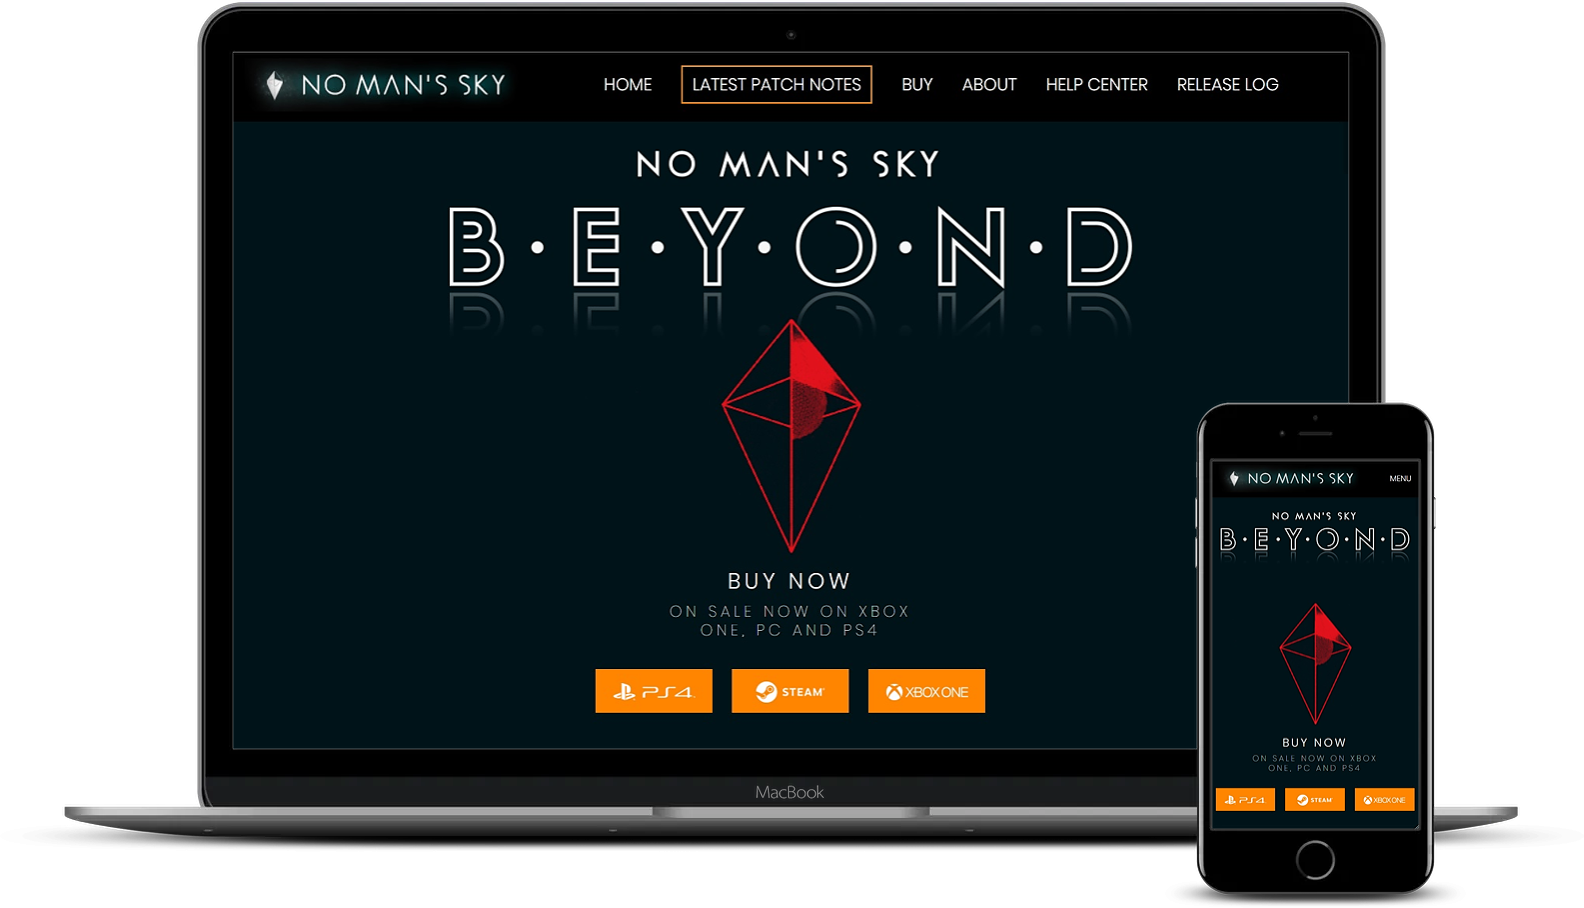 NO MAN'S SKY
HOME LATEST PATCH NOTES BUY ABOUT HELP CENTER RELEASE LOG
NO MAN'S SKY
B·E·Y·O·N·D
BUY NOW
ON SALE NOW ON XBOX
ONE, PC AND PS4
PS4 STEAM XBOX ONE
MacBook
NO MAN'S SKY MENU
NO MAN'S SKY
B·E·Y·O·N·D
BUY NOW
ON SALE NOW ON XBOX
ONE, PC AND PS4
PS4 STEAM XBOX ONE